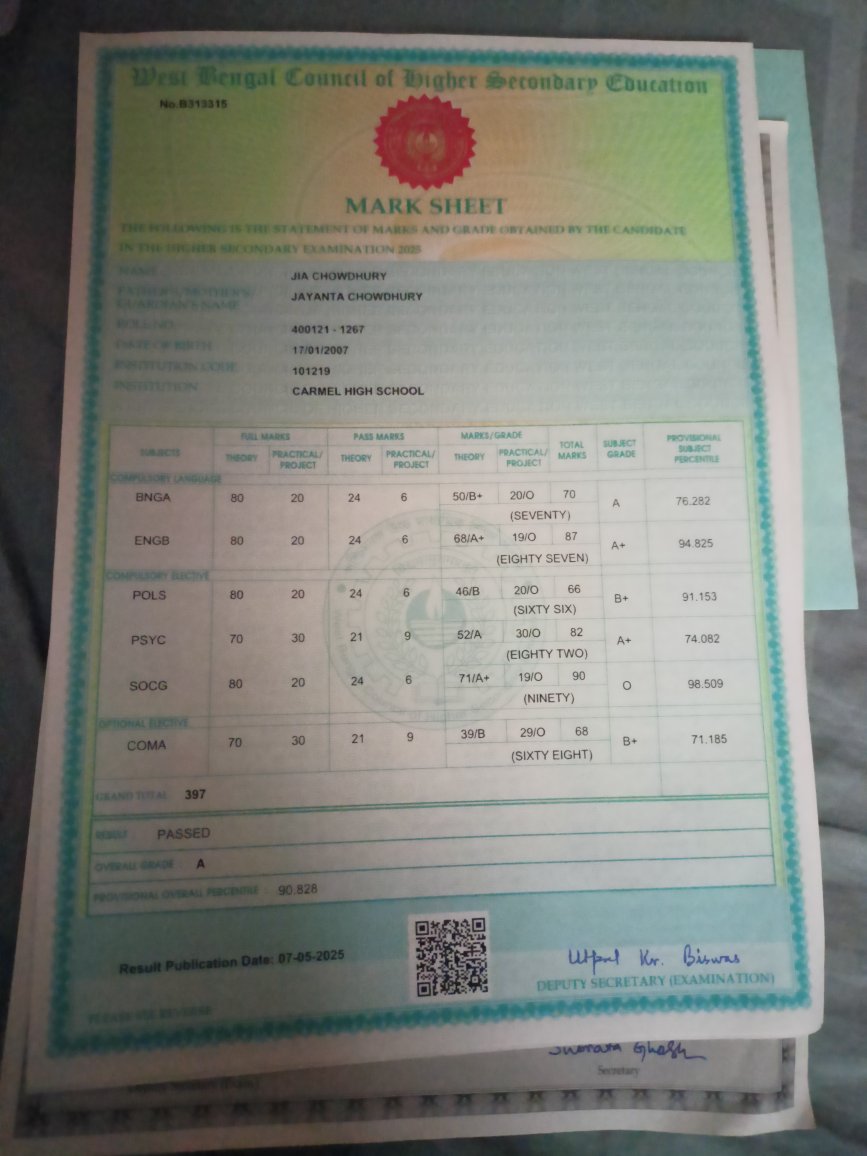 West Bengal Council of Higher Secondary Education
No.B313315
MARK SHEET
THE FOLLOWING IS THE STATEMENT OF MARKS AND GRADE OBTAINED BY THE CANDIDATE
IN THE HIGHER SECONDARY EXAMINATION 2025
NAME JIA CHOWDHURY
FATHER'S/MOTHER'S/
GUARDIAN'S NAME JAYANTA CHOWDHURY
ROLL NO 400121 - 1267
DATE OF BIRTH 17/01/2007
INSTITUTION CODE 101219
INSTITUTION CARMEL HIGH SCHOOL
SUBJECTS FULL MARKS PASS MARKS MARKS/GRADE TOTAL MARKS SUBJECT GRADE PROVISIONAL SUBJECT PERCENTILE
THEORY PRACTICAL/PROJECT THEORY PRACTICAL/PROJECT THEORY PRACTICAL/PROJECT
COMPULSORY LANGUAGE
BNGA 80 20 24 6 50/B+ 20/O 70 A 76.282
(SEVENTY)
ENGB 80 20 24 6 68/A+ 19/O 87 A+ 94.825
(EIGHTY SEVEN)
COMPULSORY ELECTIVE
POLS 80 20 24 6 46/B 20/O 66 B+ 91.153
(SIXTY SIX)
PSYC 70 30 21 9 52/A 30/O 82 A+ 74.082
(EIGHTY TWO)
SOCG 80 20 24 6 71/A+ 19/O 90 O 98.509
(NINETY)
OPTIONAL ELECTIVE
COMA 70 30 21 9 39/B 29/O 68 B+ 71.185
(SIXTY EIGHT)
GRAND TOTAL 397
RESULT : PASSED
OVERALL GRADE : A
PROVISIONAL OVERALL PERCENTILE : 90.828
Result Publication Date: 07-05-2025
Utpal Kr. Biswas
DEPUTY SECRETARY (EXAMINATION)
PLEASE SEE REVERSE
Ghosh
Secretary